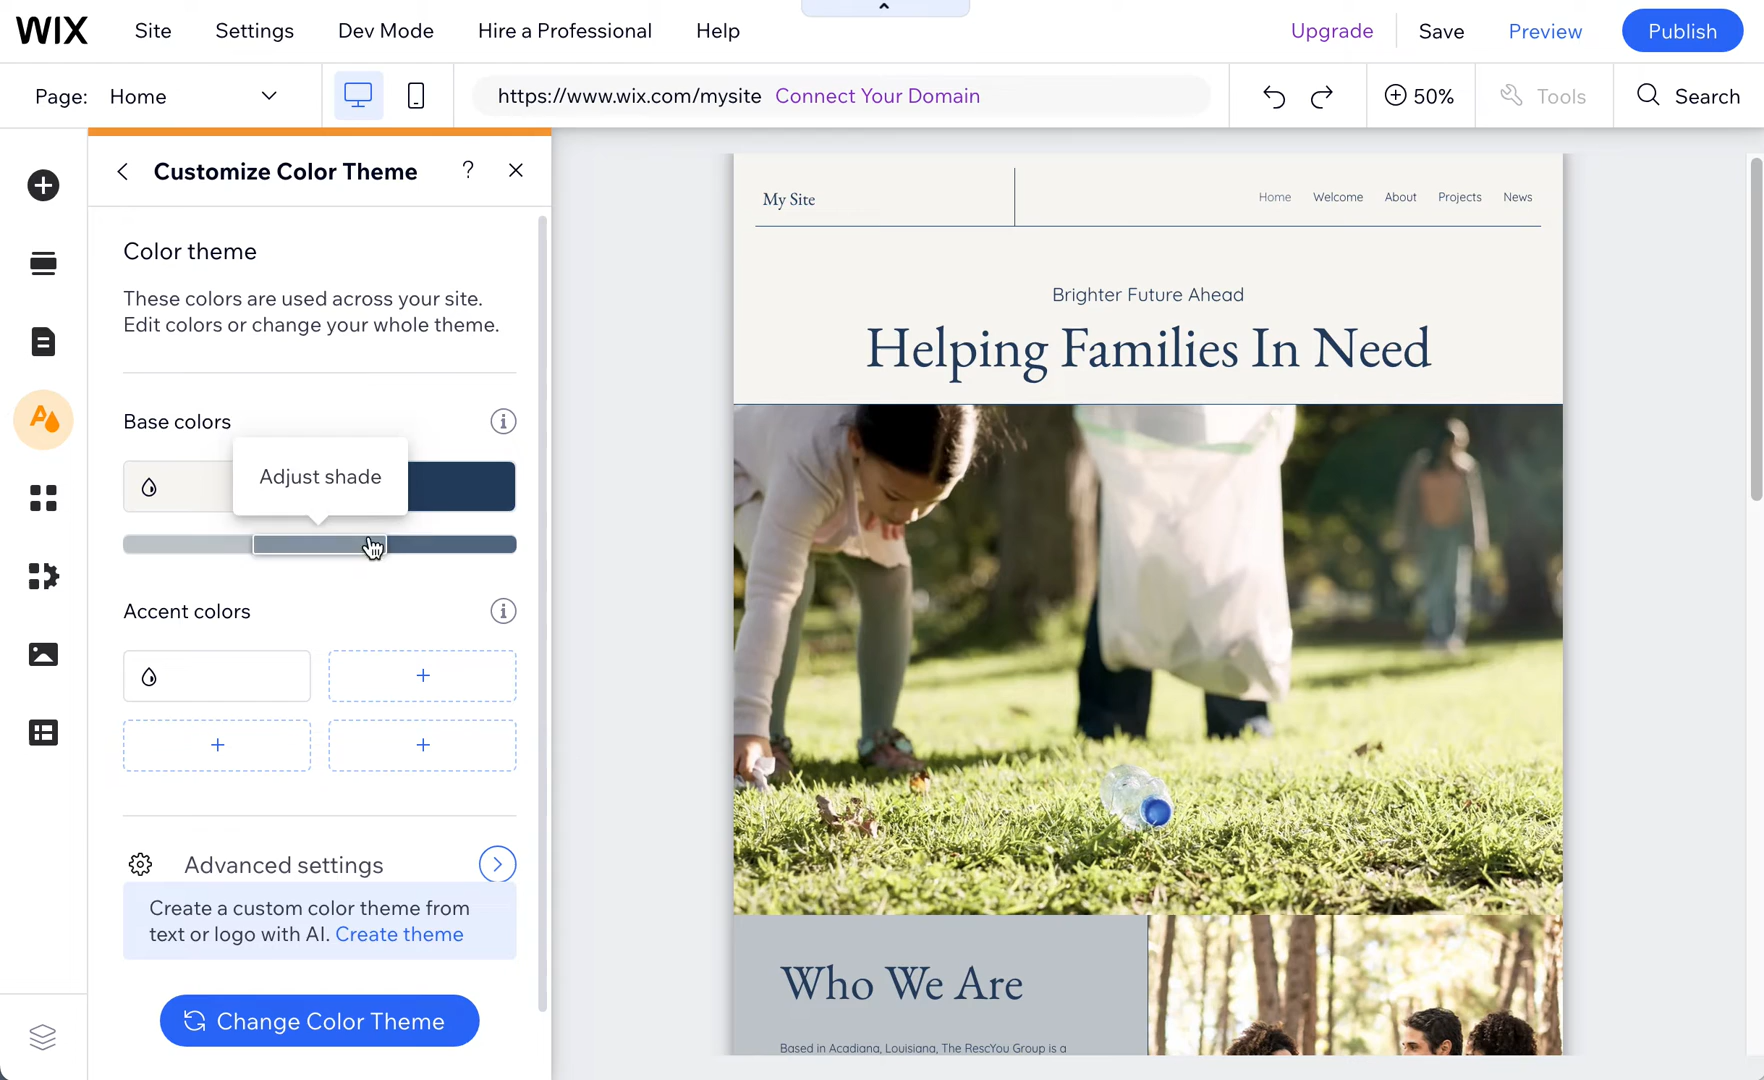 WIX
Site
Settings
Dev Mode
Hire a Professional
Help
Upgrade
Save
Preview
Publish
Page: Home
https://www.wix.com/mysite Connect Your Domain
50%
Tools
Search
Customize Color Theme
?
Color theme
These colors are used across your site.
Edit colors or change your whole theme.
Base colors
Adjust shade
Accent colors
Advanced settings
Create a custom color theme from
text or logo with AI. Create theme
Change Color Theme
My Site
Home
Welcome
About
Projects
News
Brighter Future Ahead
Helping Families In Need
Who We Are
Based in Acadiana, Louisiana, The RescYou Group is a